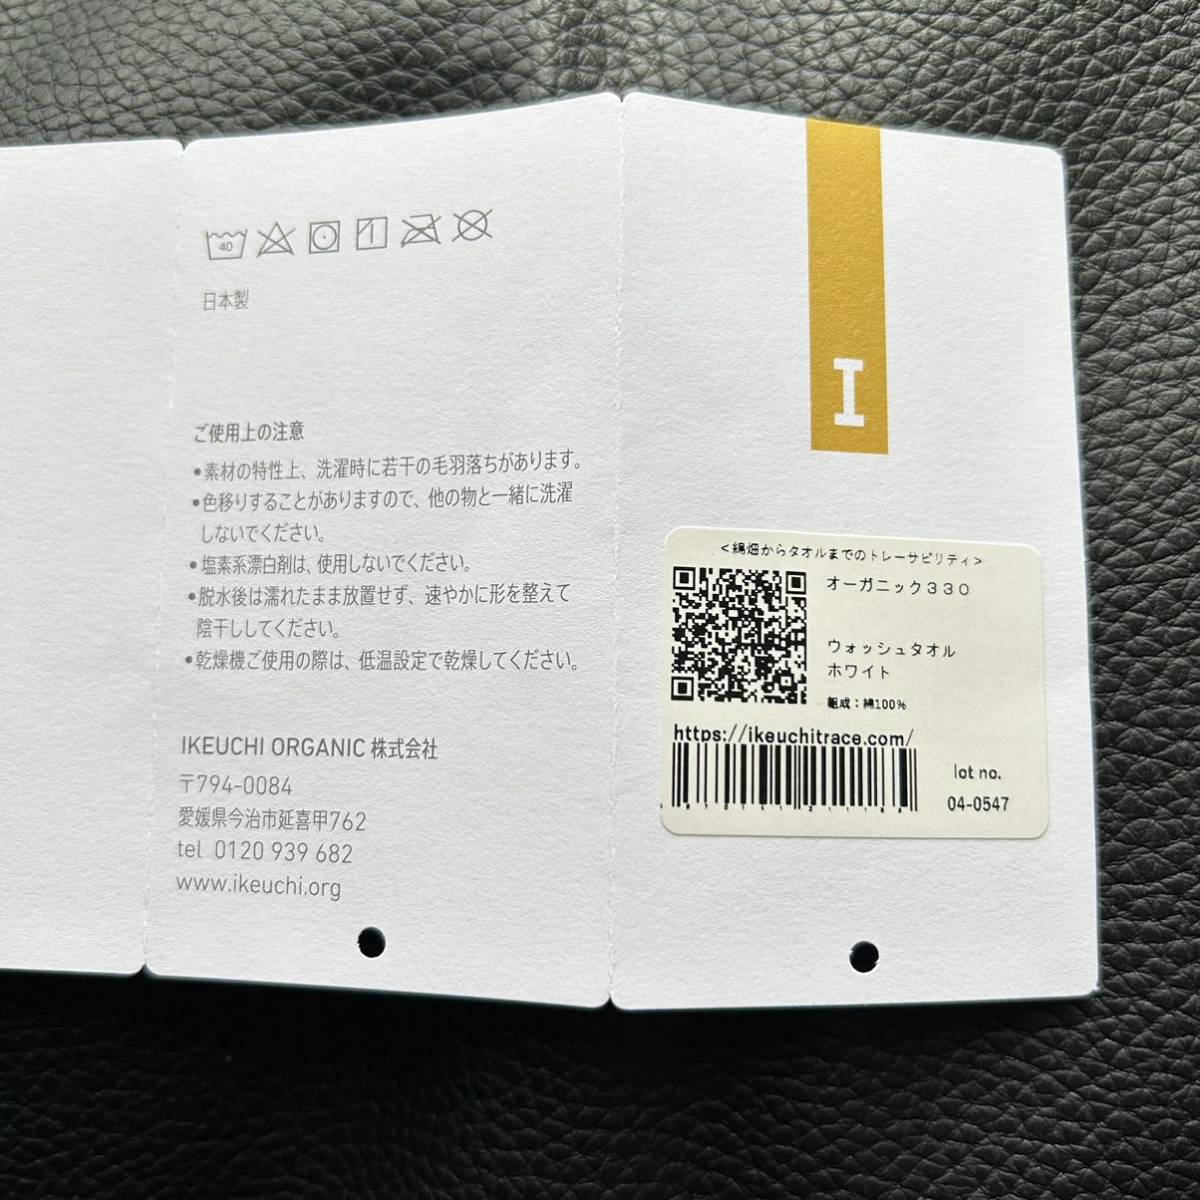 40
日本製
ご使用上の注意
•素材の特性上、洗濯時に若干の毛羽落ちがあります。
•色移りすることがありますので、他の物と一緒に洗濯
しないでください。
•塩素系漂白剤は、使用しないでください。
•脱水後は濡れたまま放置せず、速やかに形を整えて
陰干ししてください。
•乾燥機ご使用の際は、低温設定で乾燥してください。
IKEUCHI ORGANIC 株式会社
〒794-0084
愛媛県今治市延喜甲762
tel 0120 939 682
www.ikeuchi.org
I
<綿畑からタオルまでのトレーサビリティ>
オーガニック330
ウォッシュタオル
ホワイト
組成：綿100%
https://ikeuchitrace.com/
lot no.
04-0547